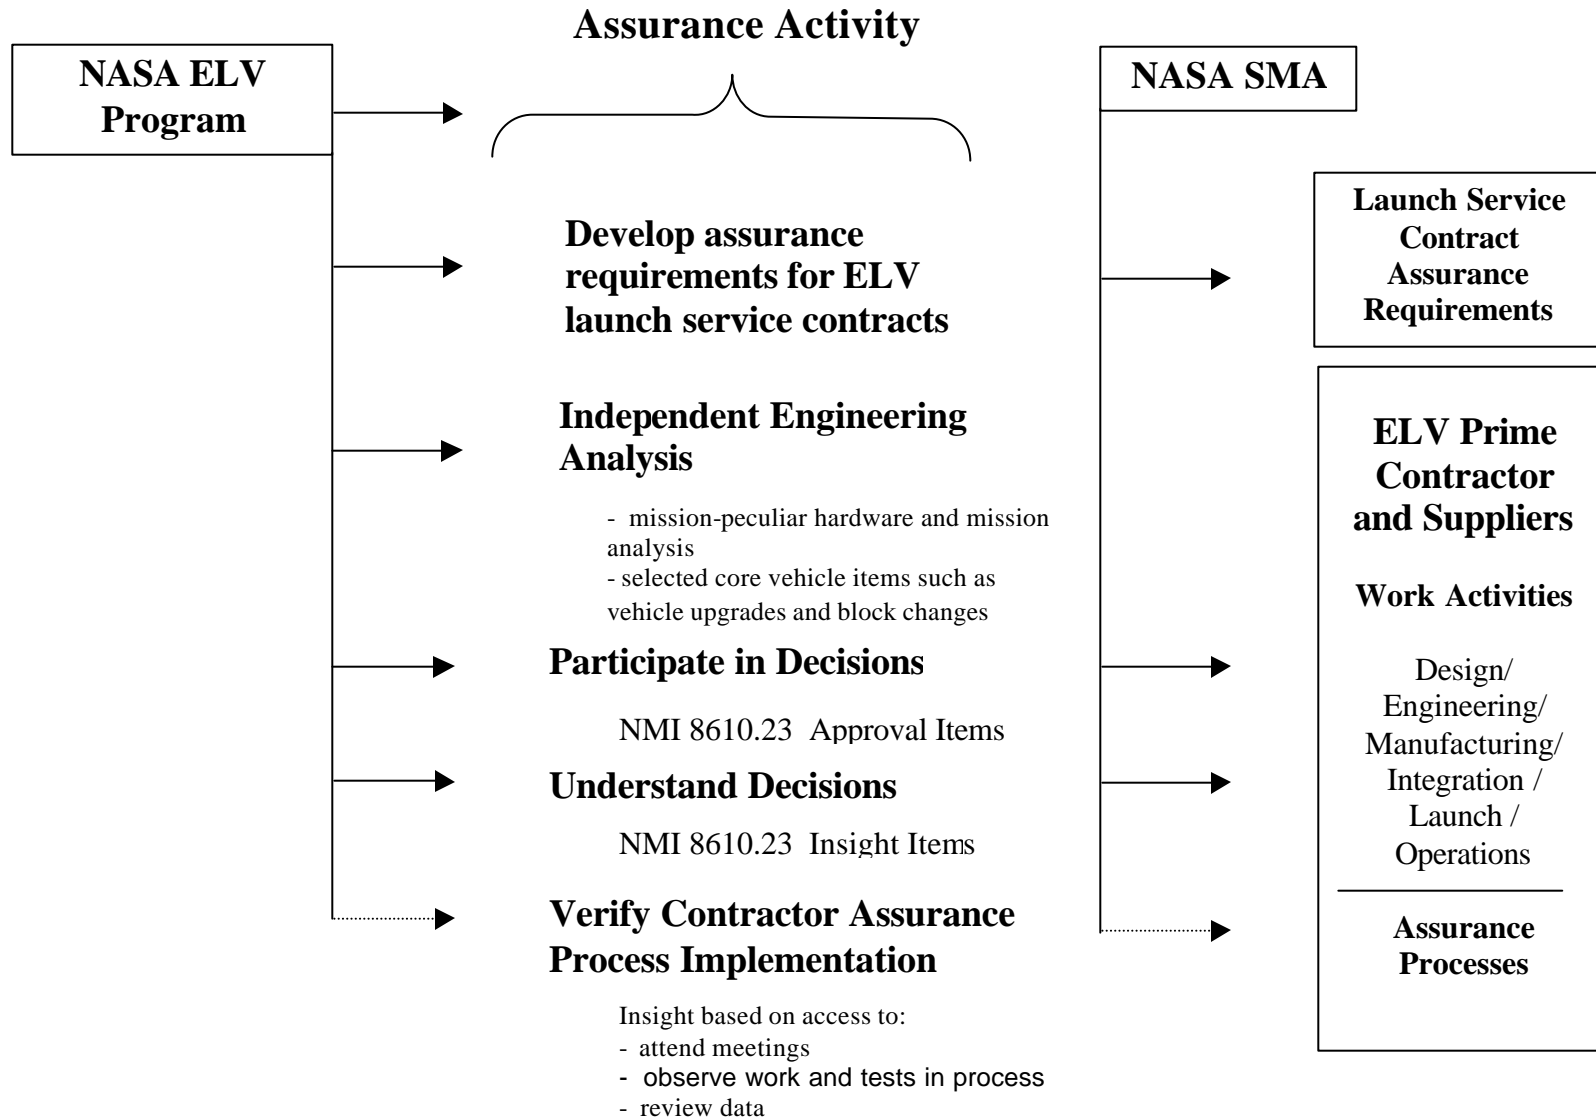 Assurance Activity
NASA ELV
Program
NASA SMA
Develop assurance
requirements for ELV
launch service contracts
Independent Engineering
Analysis
- mission-peculiar hardware and mission
analysis
- selected core vehicle items such as
vehicle upgrades and block changes
Participate in Decisions
NMI 8610.23 Approval Items
Understand Decisions
NMI 8610.23 Insight Items
Verify Contractor Assurance
Process Implementation
Insight based on access to:
- attend meetings
- observe work and tests in process
- review data
Launch Service
Contract
Assurance
Requirements
ELV Prime
Contractor
and Suppliers
Work Activities
Design/
Engineering/
Manufacturing/
Integration /
Launch /
Operations
Assurance
Processes